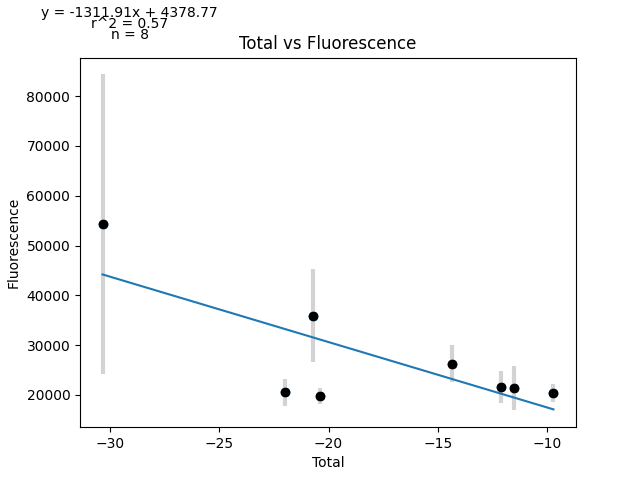 y = -1311.91x + 4378.77
r^2 = 0.57
n = 8
Total vs Fluorescence
80000
70000
60000
50000
40000
30000
20000
Fluorescence
−30
−25
−20
−15
−10
Total